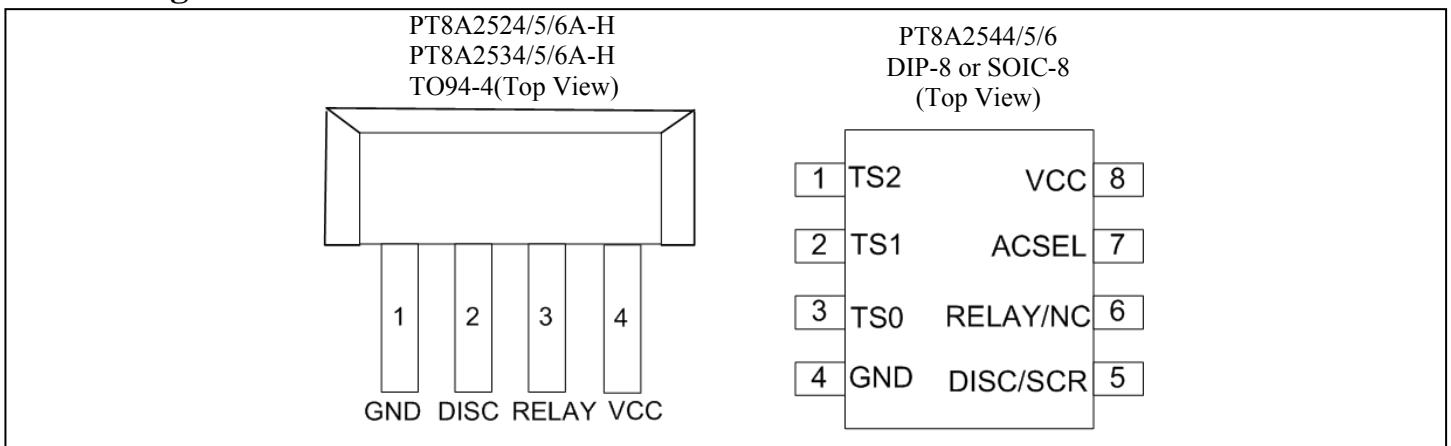 PT8A2524/5/6A-H
PT8A2534/5/6A-H
TO94-4(Top View)
1 2 3 4
GND DISC RELAY VCC
PT8A2544/5/6
DIP-8 or SOIC-8
(Top View)
1 TS2 VCC 8
2 TS1 ACSEL 7
3 TS0 RELAY/NC 6
4 GND DISC/SCR 5